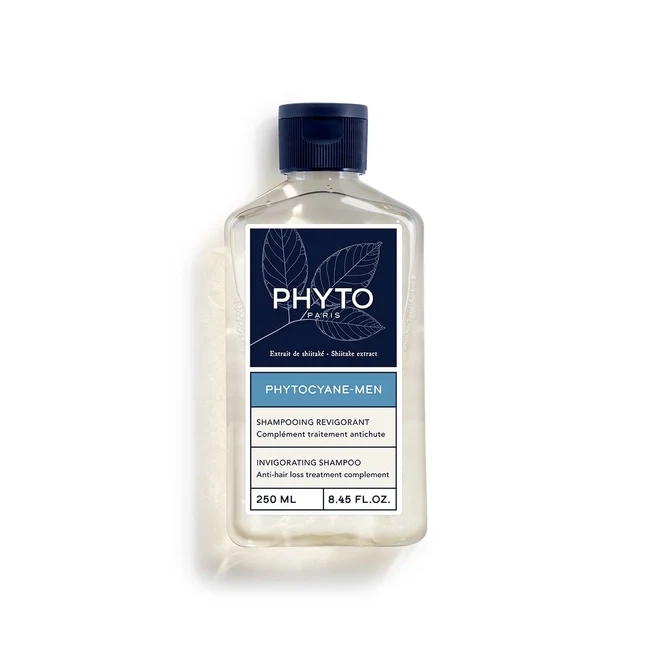 PHYTO
PARIS
Extrait de shiitaké - Shiitake extract
PHYTOCYANE-MEN
SHAMPOOING REVIGORANT
Complément traitement antichute
INVIGORATING SHAMPOO
Anti-hair loss treatment complement
250 ML
8.45 FL.OZ.